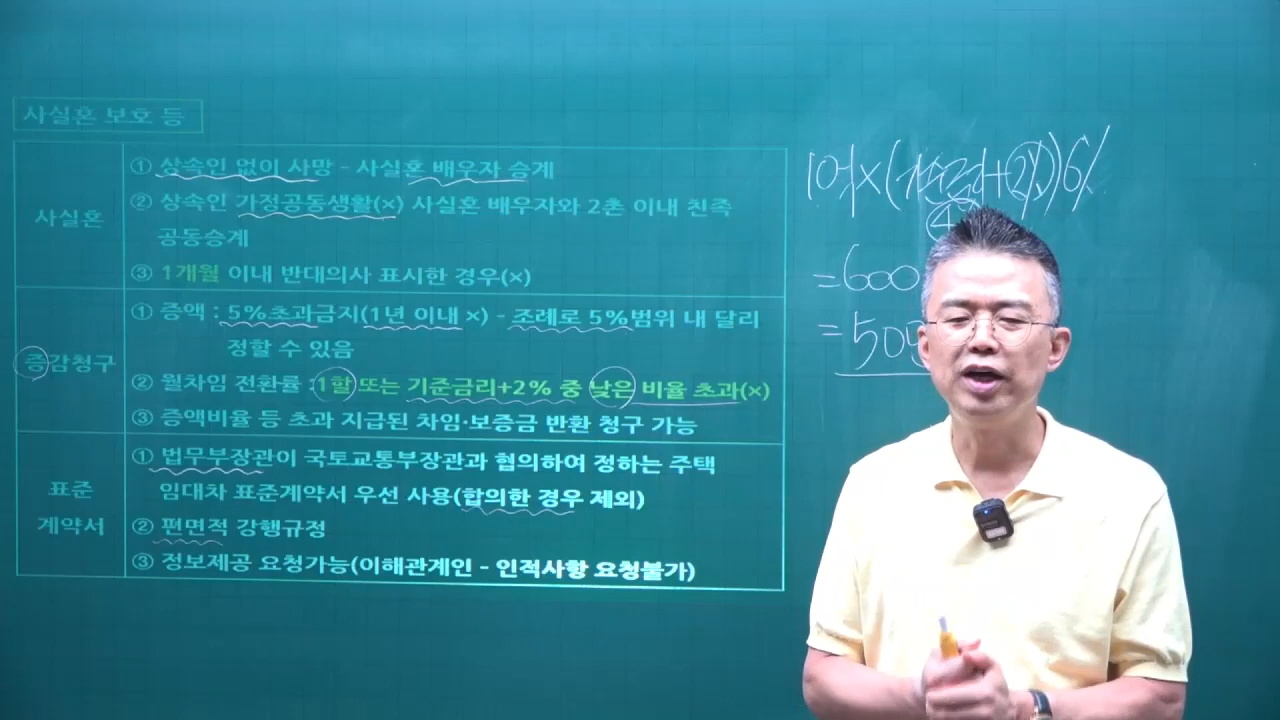 사실혼 보호 등
사실혼
① 상속인 없이 사망 - 사실혼 배우자 승계
② 상속인 가정공동생활(×) 사실혼 배우자와 2촌 이내 친족
공동승계
③ 1개월 이내 반대의사 표시한 경우(×)
증감청구
① 증액 : 5%초과금지(1년 이내 ×) - 조례로 5%범위 내 달리
정할 수 있음
② 월차임 전환률 : 1할 또는 기준금리+2% 중 낮은 비율 초과(×)
③ 증액비율 등 초과 지급된 차임·보증금 반환 청구 가능
표준
계약서
① 법무부장관이 국토교통부장관과 협의하여 정하는 주택
임대차 표준계약서 우선 사용(합의한 경우 제외)
② 편면적 강행규정
③ 정보제공 요청가능(이해관계인 - 인적사항 요청불가)
10억×( +2%)6%
④
=600
=505